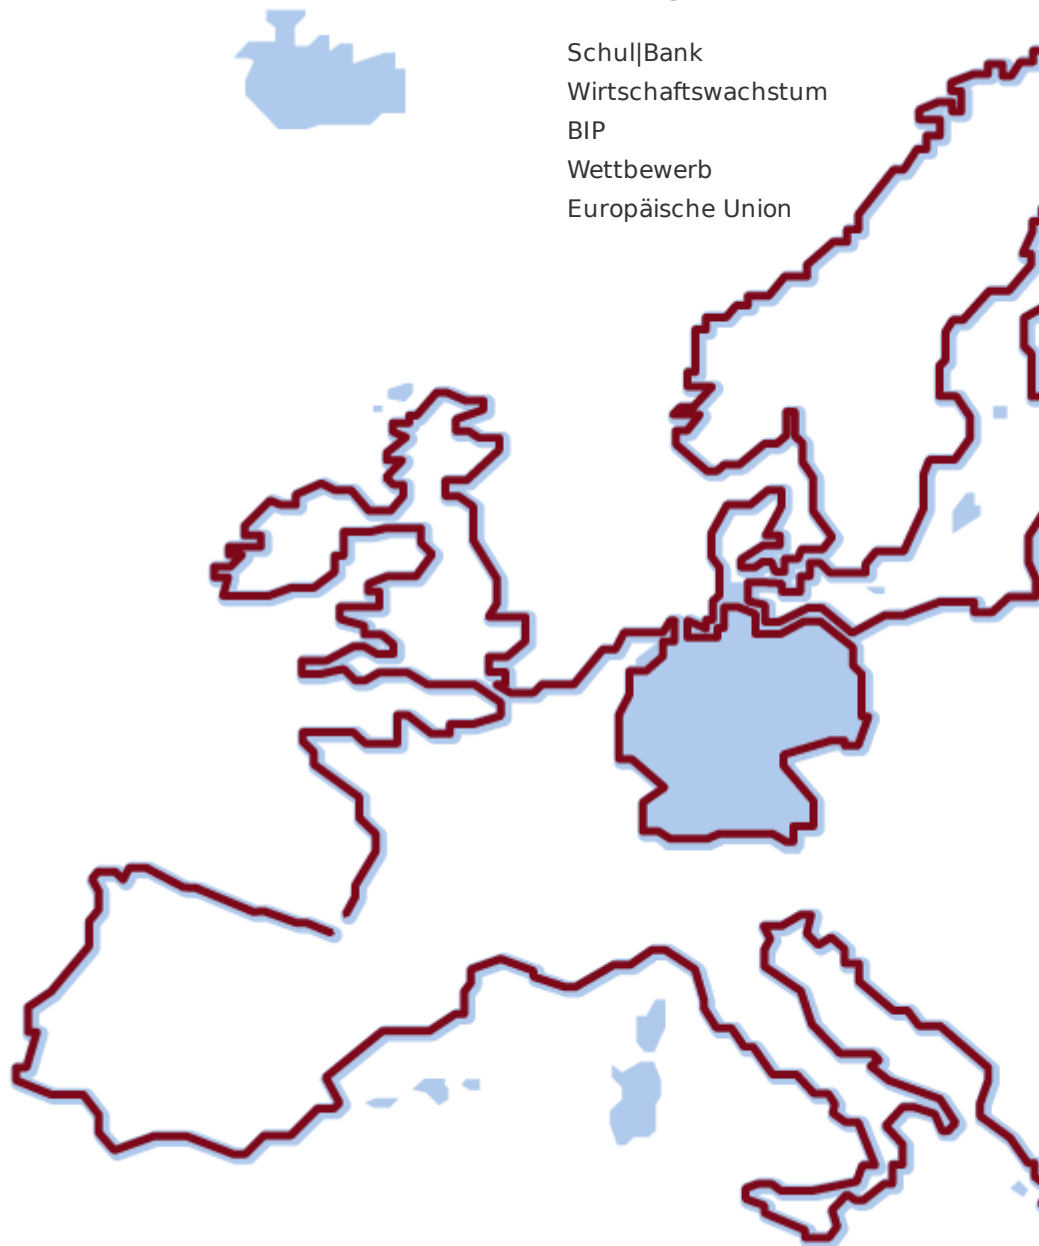 Schul|Bank
Wirtschaftswachstum
BIP
Wettbewerb
Europäische Union